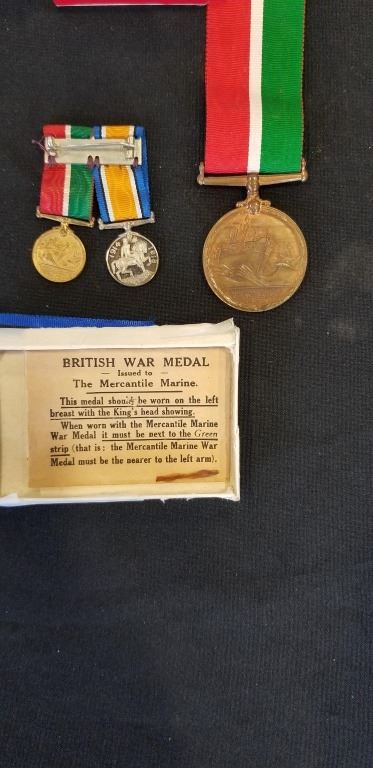 1914
1918
BRITISH WAR MEDAL
— Issued to —
The Mercantile Marine.
This medal should be worn on the left
breast with the King's head showing.
When worn with the Mercantile Marine
War Medal it must be next to the Green
strip (that is: the Mercantile Marine War
Medal must be the nearer to the left arm).